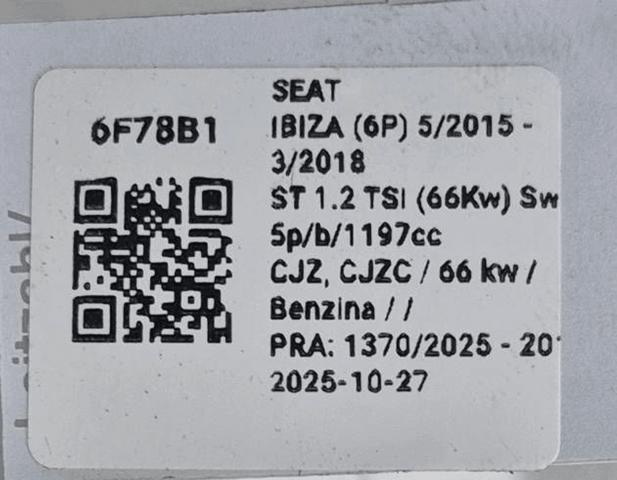 6F78B1
SEAT
IBIZA (6P) 5/2015 -
3/2018
ST 1.2 TSI (66Kw) Sw
5p/b/1197cc
CJZ, CJZC / 66 kw /
Benzina / /
PRA: 1370/2025 - 20
2025-10-27